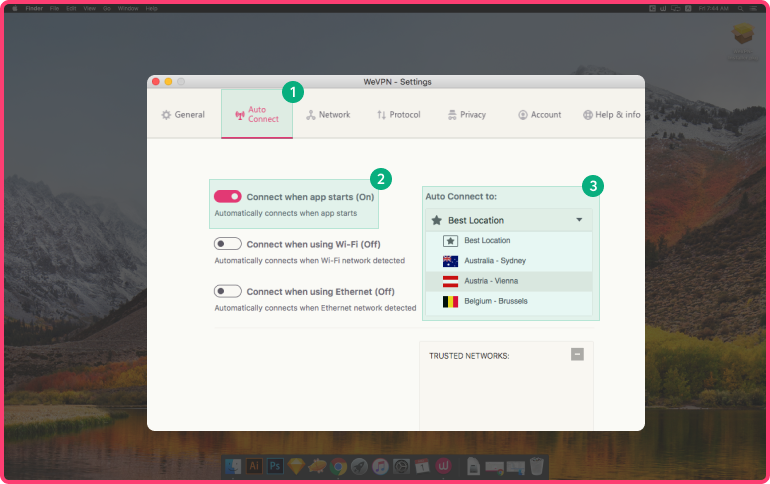 Finder File Edit View Go Window Help
Fri 7:44 AM
WeVPN - Settings
1
General
Auto
Connect
Network
Protocol
Privacy
Account
Help & info
2
Connect when app starts (On)
Automatically connects when app starts
Connect when using Wi-Fi (Off)
Automatically connects when Wi-Fi network detected
Connect when using Ethernet (Off)
Automatically connects when Ethernet network detected
3
Auto Connect to:
Best Location
Best Location
Australia - Sydney
Austria - Vienna
Belgium - Brussels
TRUSTED NETWORKS:
Ai
Ps
1